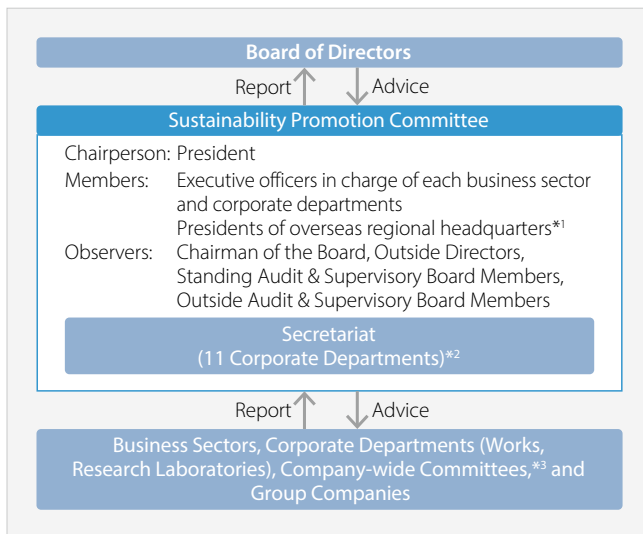 Board of Directors
Report Advice
Sustainability Promotion Committee
Chairperson: President
Members: Executive officers in charge of each business sector
and corporate departments
Presidents of overseas regional headquarters*1
Observers: Chairman of the Board, Outside Directors,
Standing Audit & Supervisory Board Members,
Outside Audit & Supervisory Board Members
Secretariat
(11 Corporate Departments)*2
Report Advice
Business Sectors, Corporate Departments (Works,
Research Laboratories), Company-wide Committees,*3 and
Group Companies